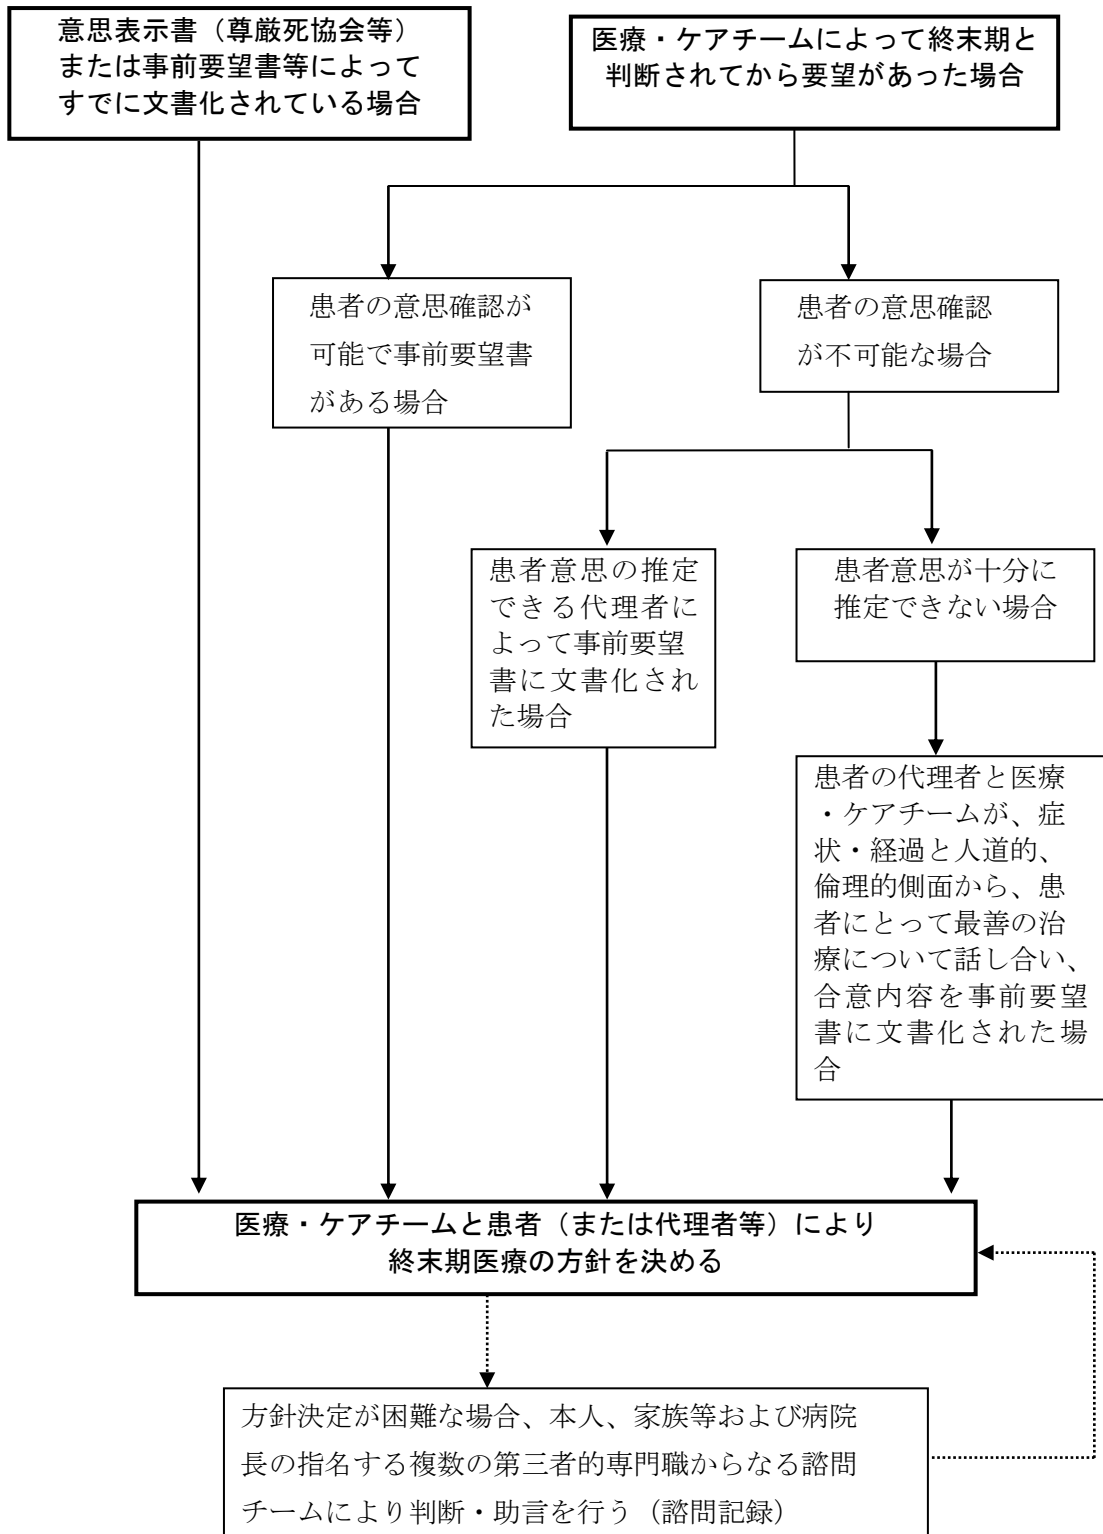 意思表示書（尊厳死協会等）
または事前要望書等によって
すでに文書化されている場合
医療・ケアチームによって終末期と
判断されてから要望があった場合
患者の意思確認が
可能で事前要望書
がある場合
患者の意思確認
が不可能な場合
患者意思の推定
できる代理者に
よって事前要望
書に文書化され
た場合
患者意思が十分に
推定できない場合
患者の代理者と医療
・ケアチームが、症
状・経過と人道的、
倫理的側面から、患
者にとって最善の治
療について話し合い、
合意内容を事前要望
書に文書化された場
合
医療・ケアチームと患者（または代理者等）により
終末期医療の方針を決める
方針決定が困難な場合、本人、家族等および病院
長の指名する複数の第三者的専門職からなる諮問
チームにより判断・助言を行う（諮問記録）